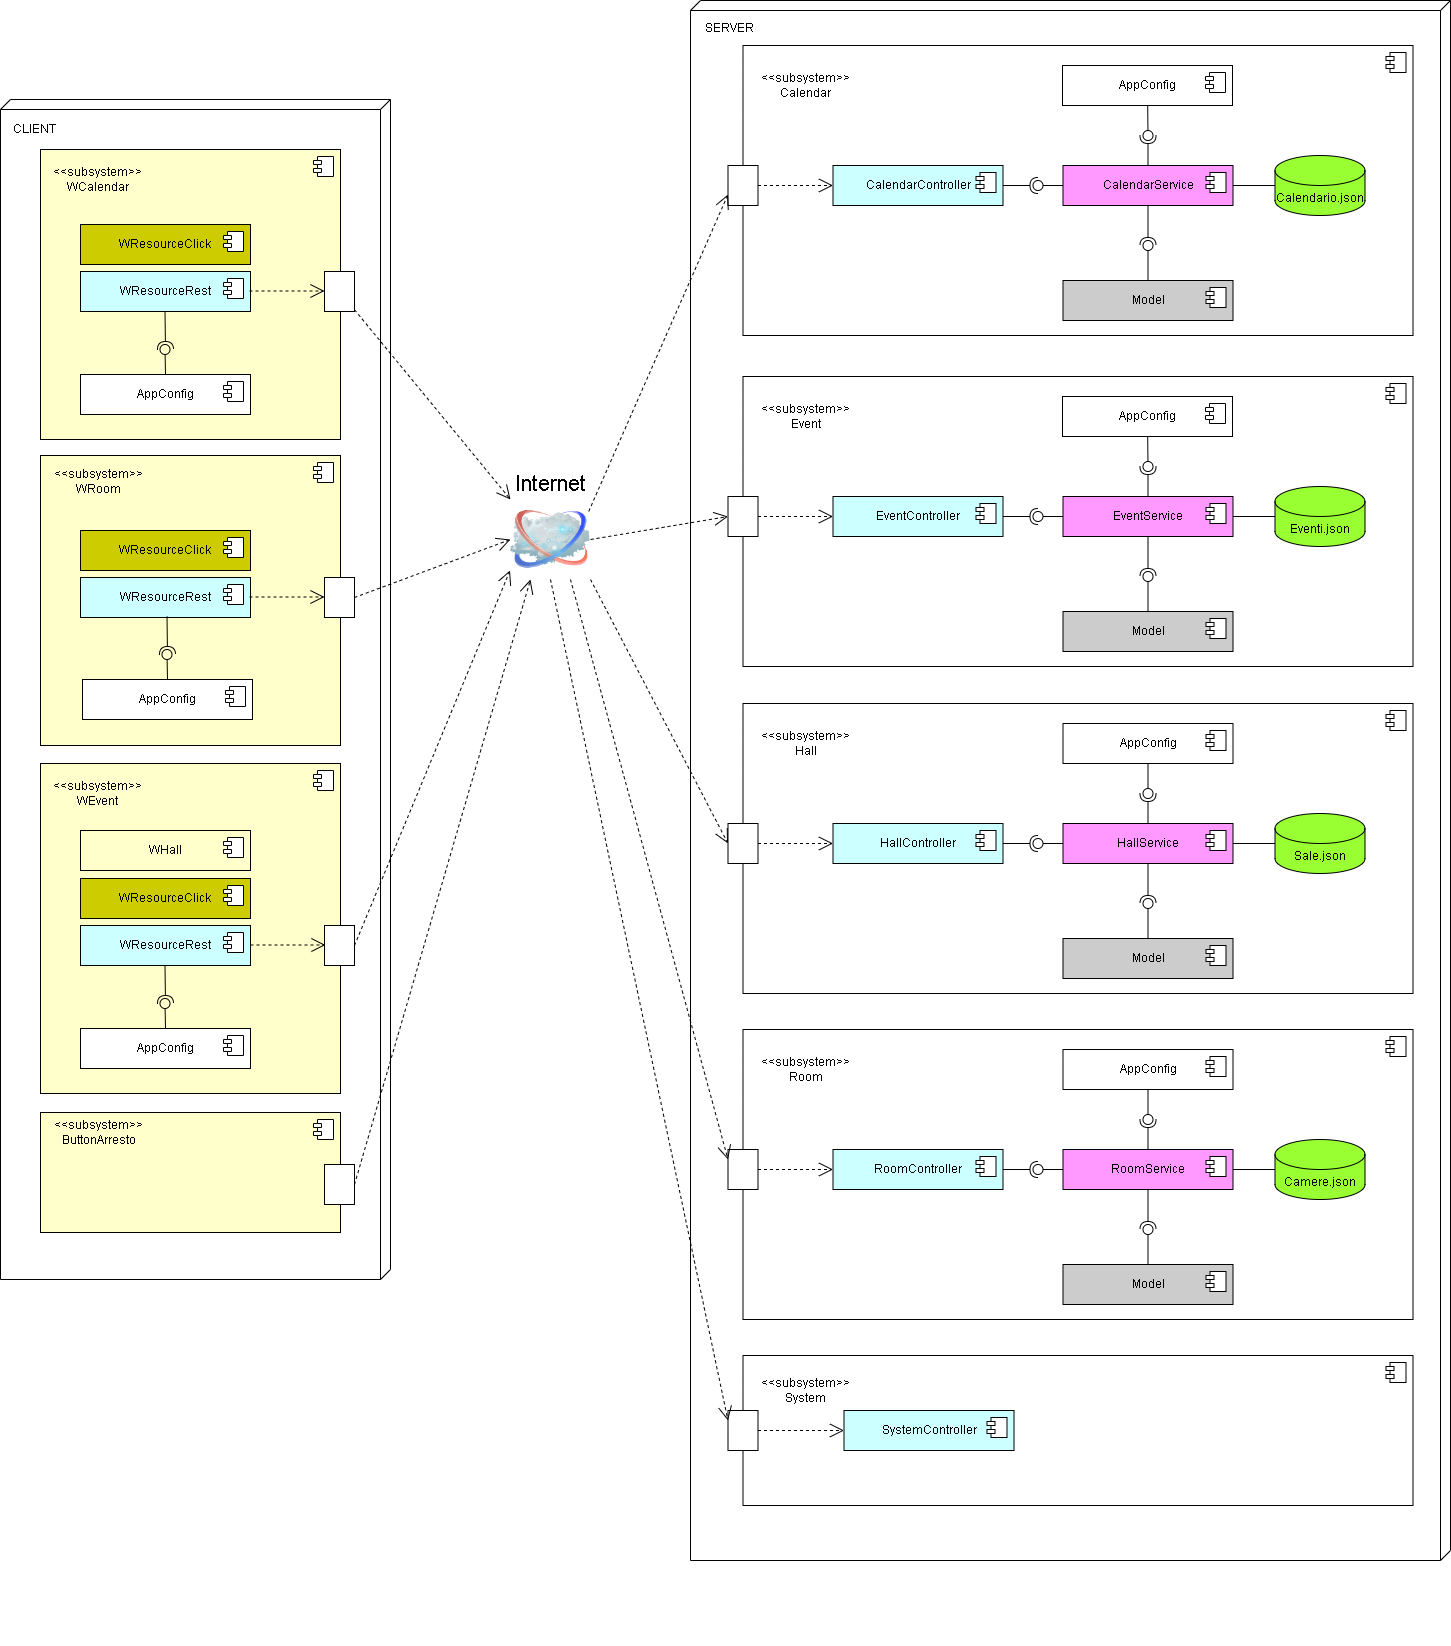 CLIENT
<<subsystem>>
WCalendar
WResourceClick
WResourceRest
AppConfig
<<subsystem>>
WRoom
WResourceClick
WResourceRest
AppConfig
<<subsystem>>
WEvent
WHall
WResourceClick
WResourceRest
AppConfig
<<subsystem>>
ButtonArresto
Internet
SERVER
<<subsystem>>
Calendar
AppConfig
CalendarController
CalendarService
Calendario.json
Model
<<subsystem>>
Event
AppConfig
EventController
EventService
Eventi.json
Model
<<subsystem>>
Hall
AppConfig
HallController
HallService
Sale.json
Model
<<subsystem>>
Room
AppConfig
RoomController
RoomService
Camere.json
Model
<<subsystem>>
System
SystemController